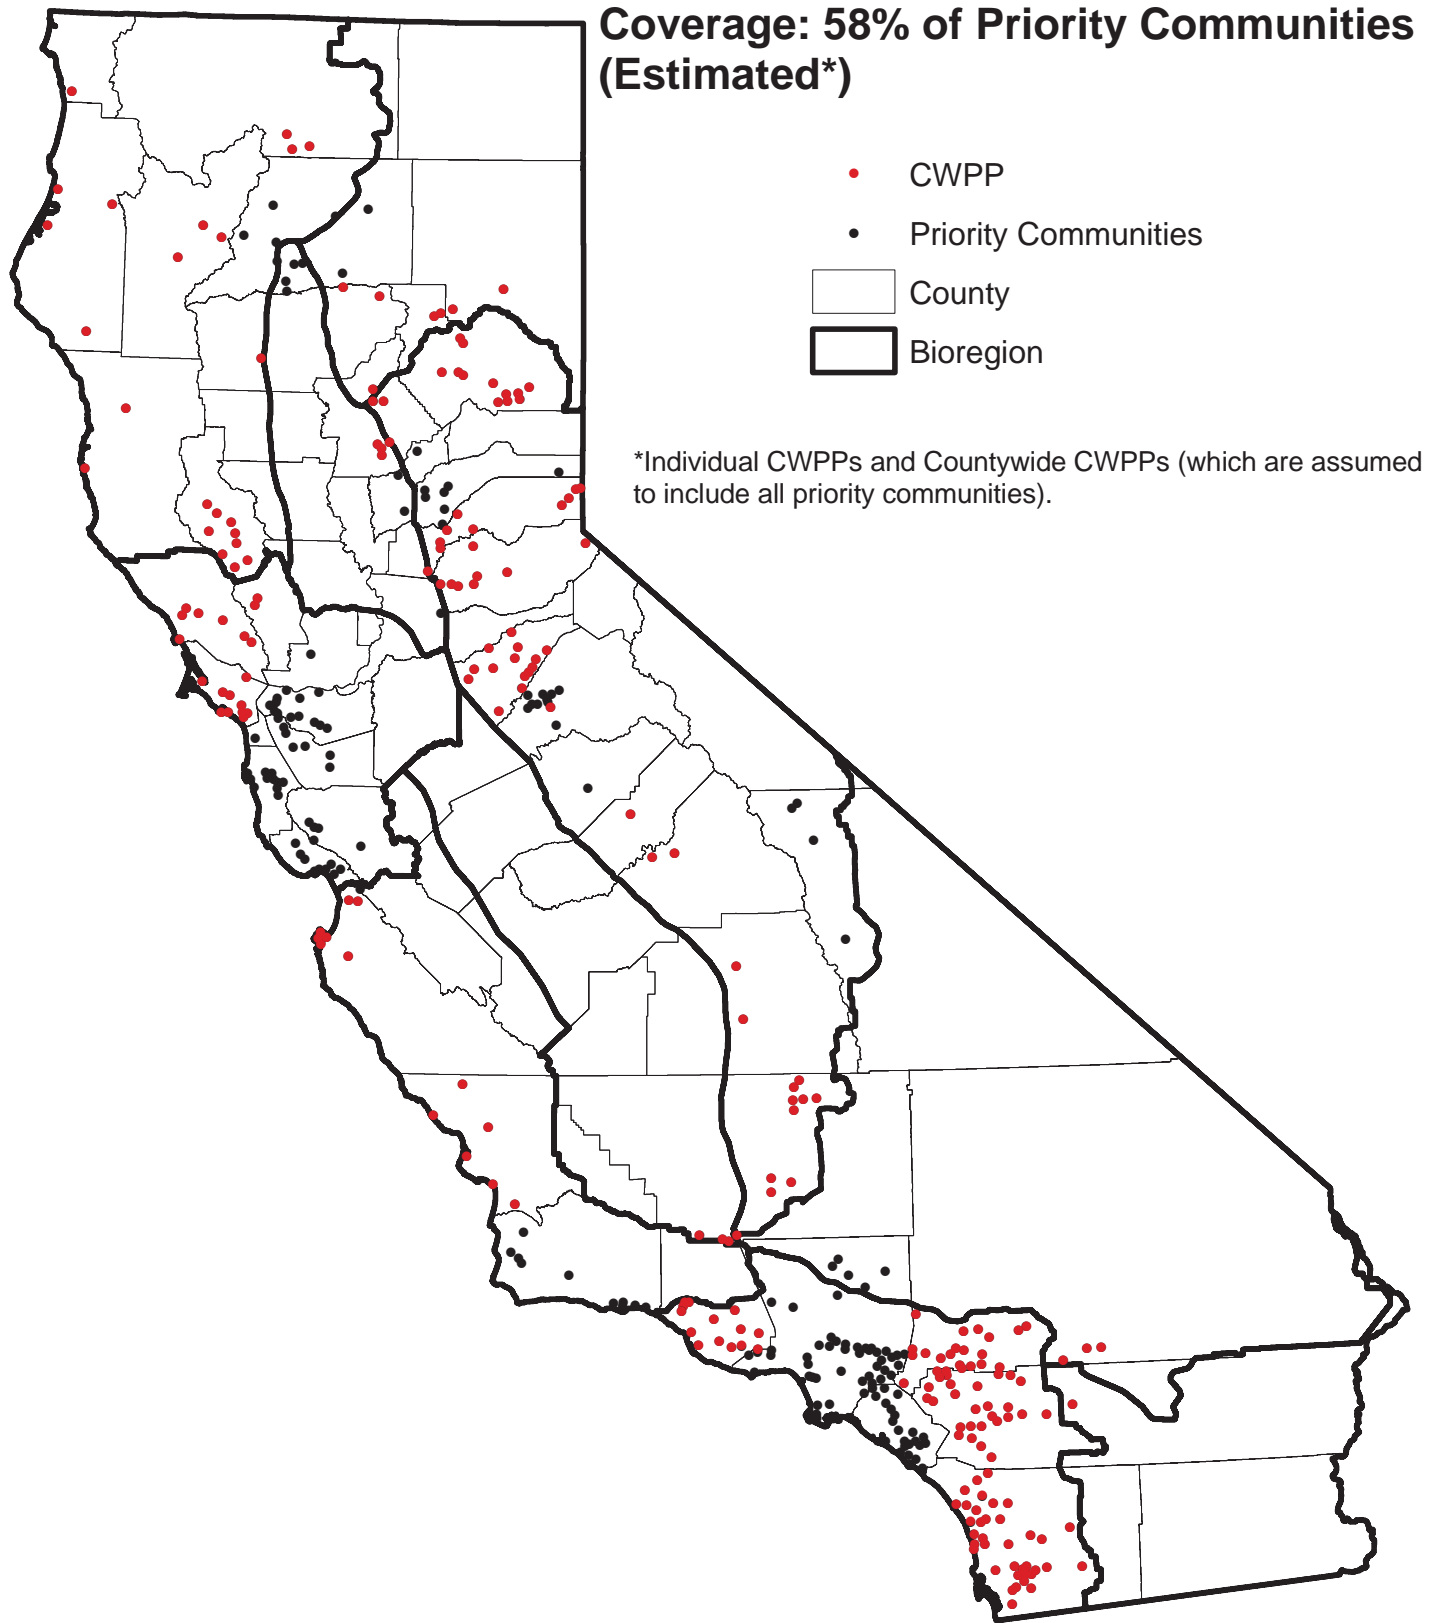 Coverage: 58% of Priority Communities
(Estimated*)
CWPP
Priority Communities
County
Bioregion
*Individual CWPPs and Countywide CWPPs (which are assumed
to include all priority communities).